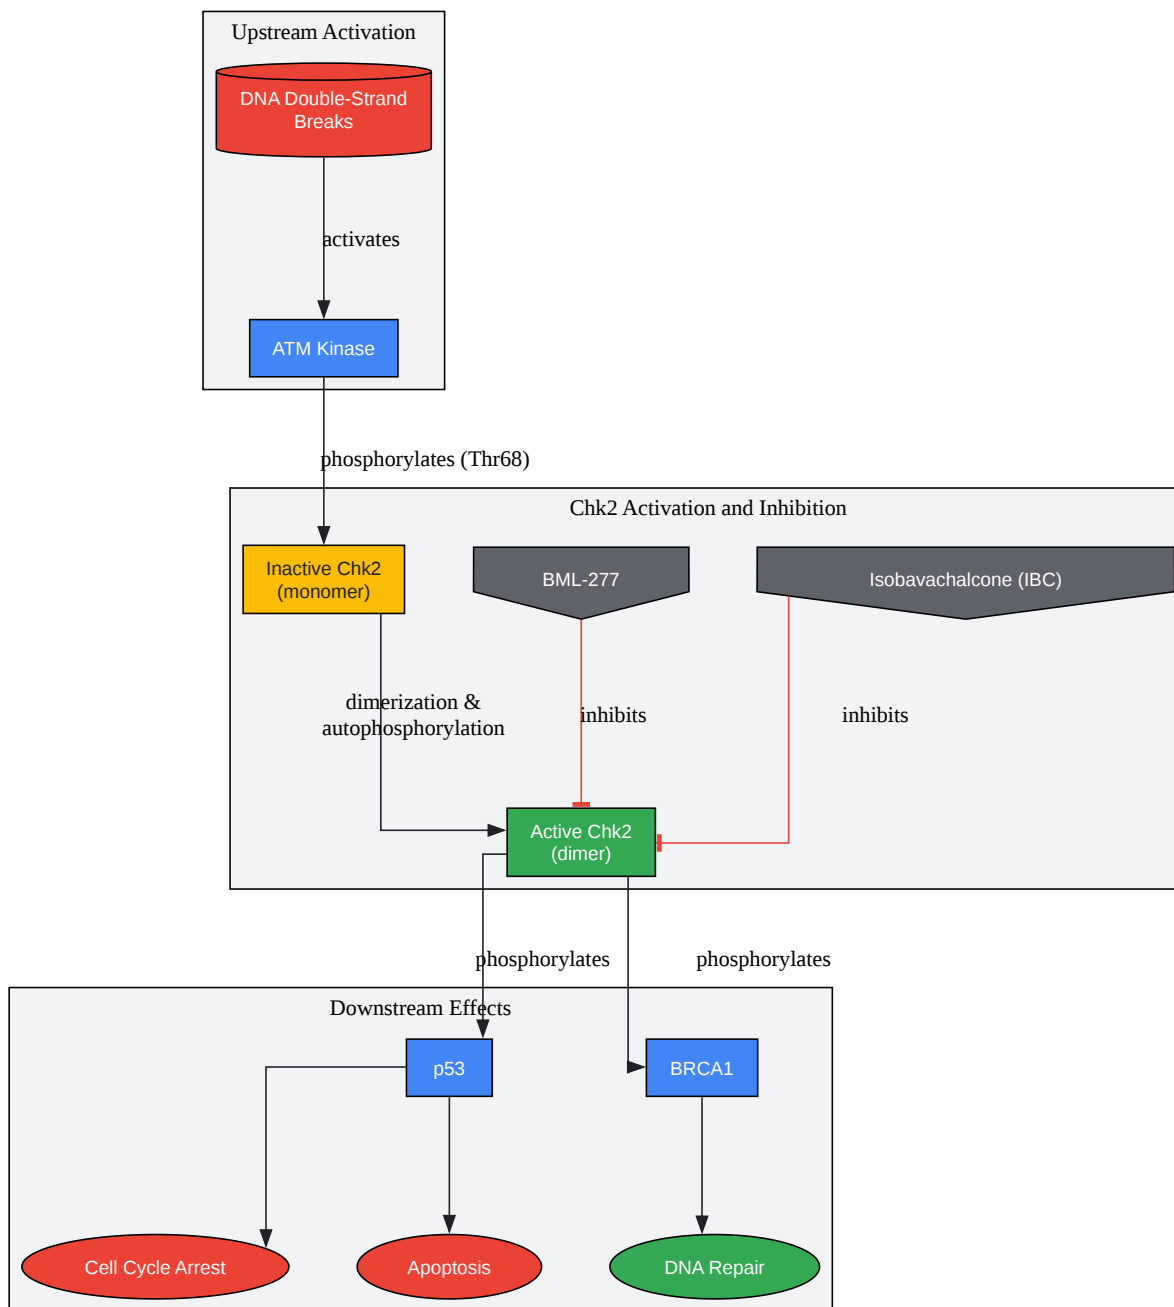 Upstream Activation
DNA Double-Strand
Breaks
activates
ATM Kinase
phosphorylates (Thr68)
Chk2 Activation and Inhibition
Inactive Chk2
(monomer)
BML-277
Isobavachalcone (IBC)
dimerization &
autophosphorylation
inhibits
inhibits
Active Chk2
(dimer)
phosphorylates
phosphorylates
Downstream Effects
p53
BRCA1
Cell Cycle Arrest
Apoptosis
DNA Repair